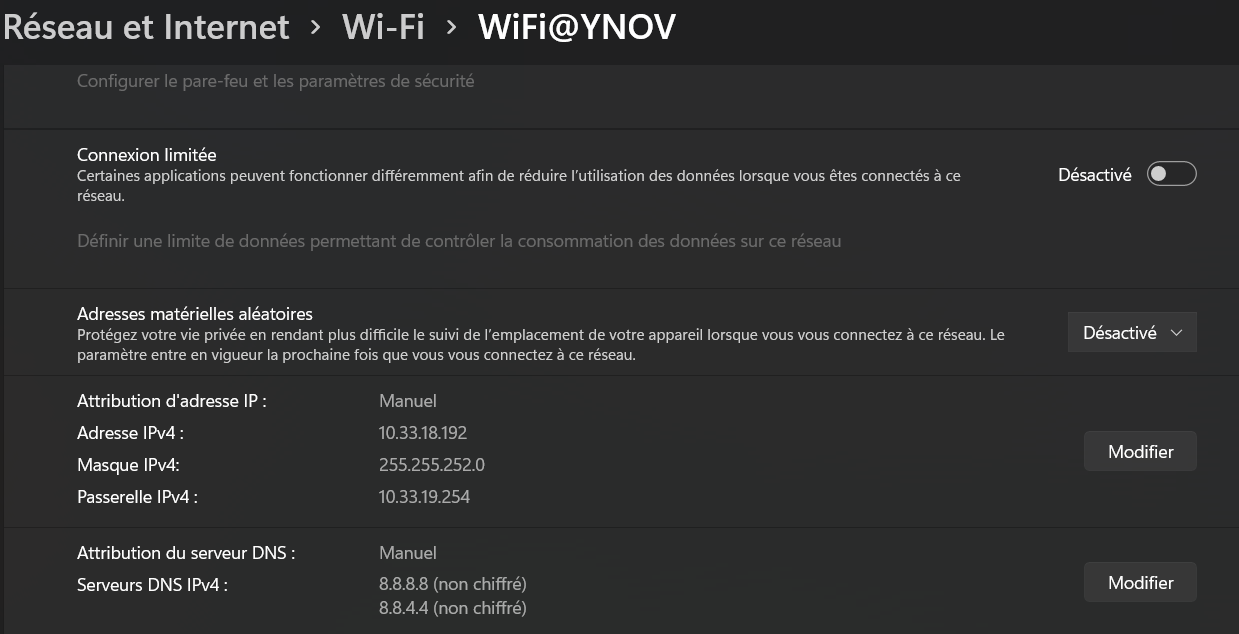 Réseau et Internet > Wi-Fi > WiFi@YNOV
Configurer le pare-feu et les paramètres de sécurité
Connexion limitée
Certaines applications peuvent fonctionner différemment afin de réduire l'utilisation des données lorsque vous êtes connectés à ce
réseau.
Désactivé
Définir une limite de données permettant de contrôler la consommation des données sur ce réseau
Adresses matérielles aléatoires
Protégez votre vie privée en rendant plus difficile le suivi de l'emplacement de votre appareil lorsque vous vous connectez à ce réseau. Le
paramètre entre en vigueur la prochaine fois que vous vous connectez à ce réseau.
Désactivé
Attribution d'adresse IP : Manuel
Adresse IPv4 : 10.33.18.192
Masque IPv4: 255.255.252.0
Passerelle IPv4 : 10.33.19.254
Modifier
Attribution du serveur DNS : Manuel
Serveurs DNS IPv4 : 8.8.8.8 (non chiffré)
8.8.4.4 (non chiffré)
Modifier